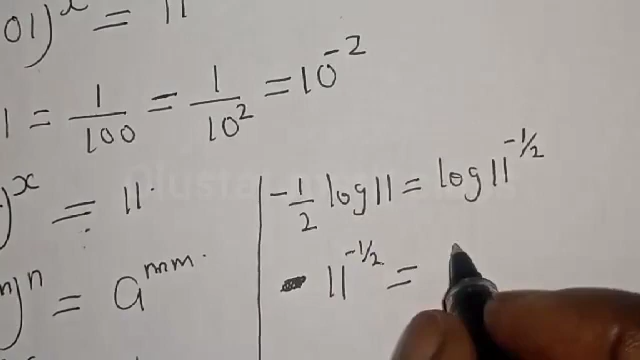 01)^x = 11
1 = 1/100 = 1/10^2 = 10^-2
)^x = 11.
)^n = a^mm.
-1/2 log 11 = log 11^-1/2
11^-1/2 =